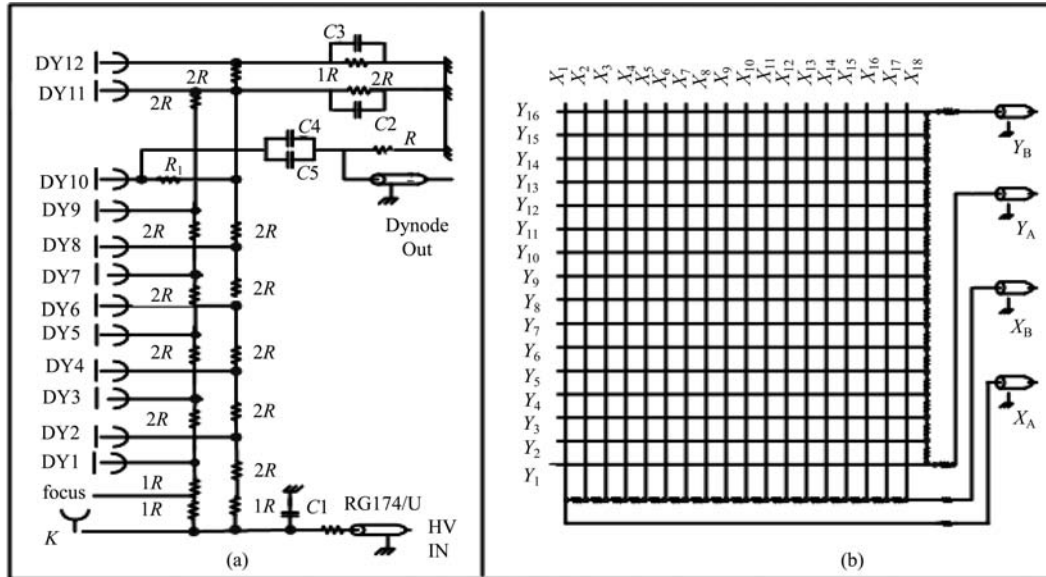 C3
DY12
1R
2R
2R
DY11
2R
C4
C2
R
C5
DY10
R1
DY9
Dynode
Out
2R
2R
DY8
DY7
2R
2R
DY6
DY5
2R
2R
DY4
DY3
2R
2R
DY2
2R
DY1
focus
1R
1R
1R
C1
RG174/U
K
HV
IN
(a)
X1 X2 X3 X4 X5 X6 X7 X8 X9 X10 X11 X12 X13 X14 X15 X16 X17 X18
Y16
Y15
Y14
Y13
Y12
Y11
Y10
Y9
Y8
Y7
Y6
Y5
Y4
Y3
Y2
Y1
YB
YA
XB
XA
(b)